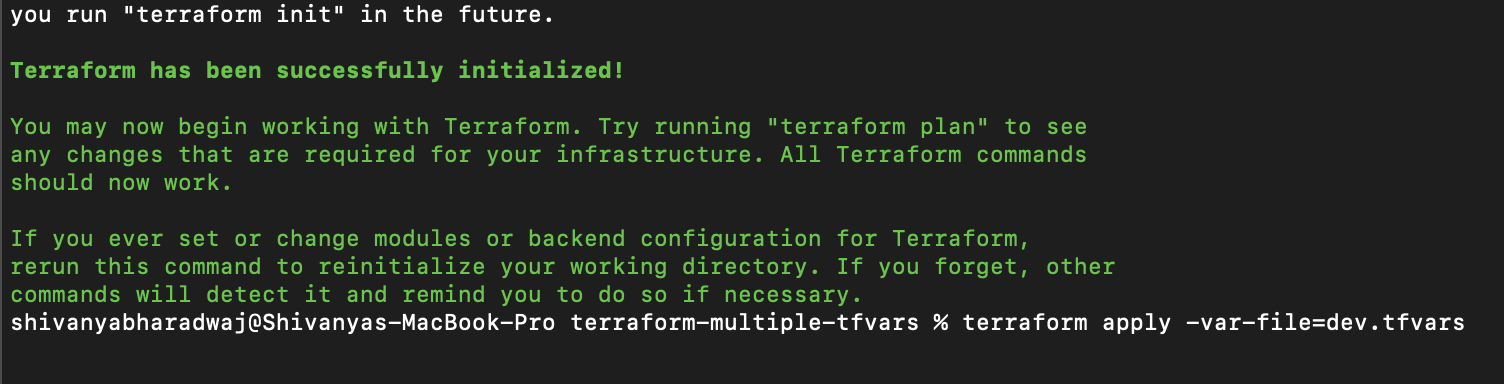 you run "terraform init" in the future.
Terraform has been successfully initialized!
You may now begin working with Terraform. Try running "terraform plan" to see
any changes that are required for your infrastructure. All Terraform commands
should now work.
If you ever set or change modules or backend configuration for Terraform,
rerun this command to reinitialize your working directory. If you forget, other
commands will detect it and remind you to do so if necessary.
shivanyabharadwaj@Shivanyas-MacBook-Pro terraform-multiple-tfvars % terraform apply -var-file=dev.tfvars